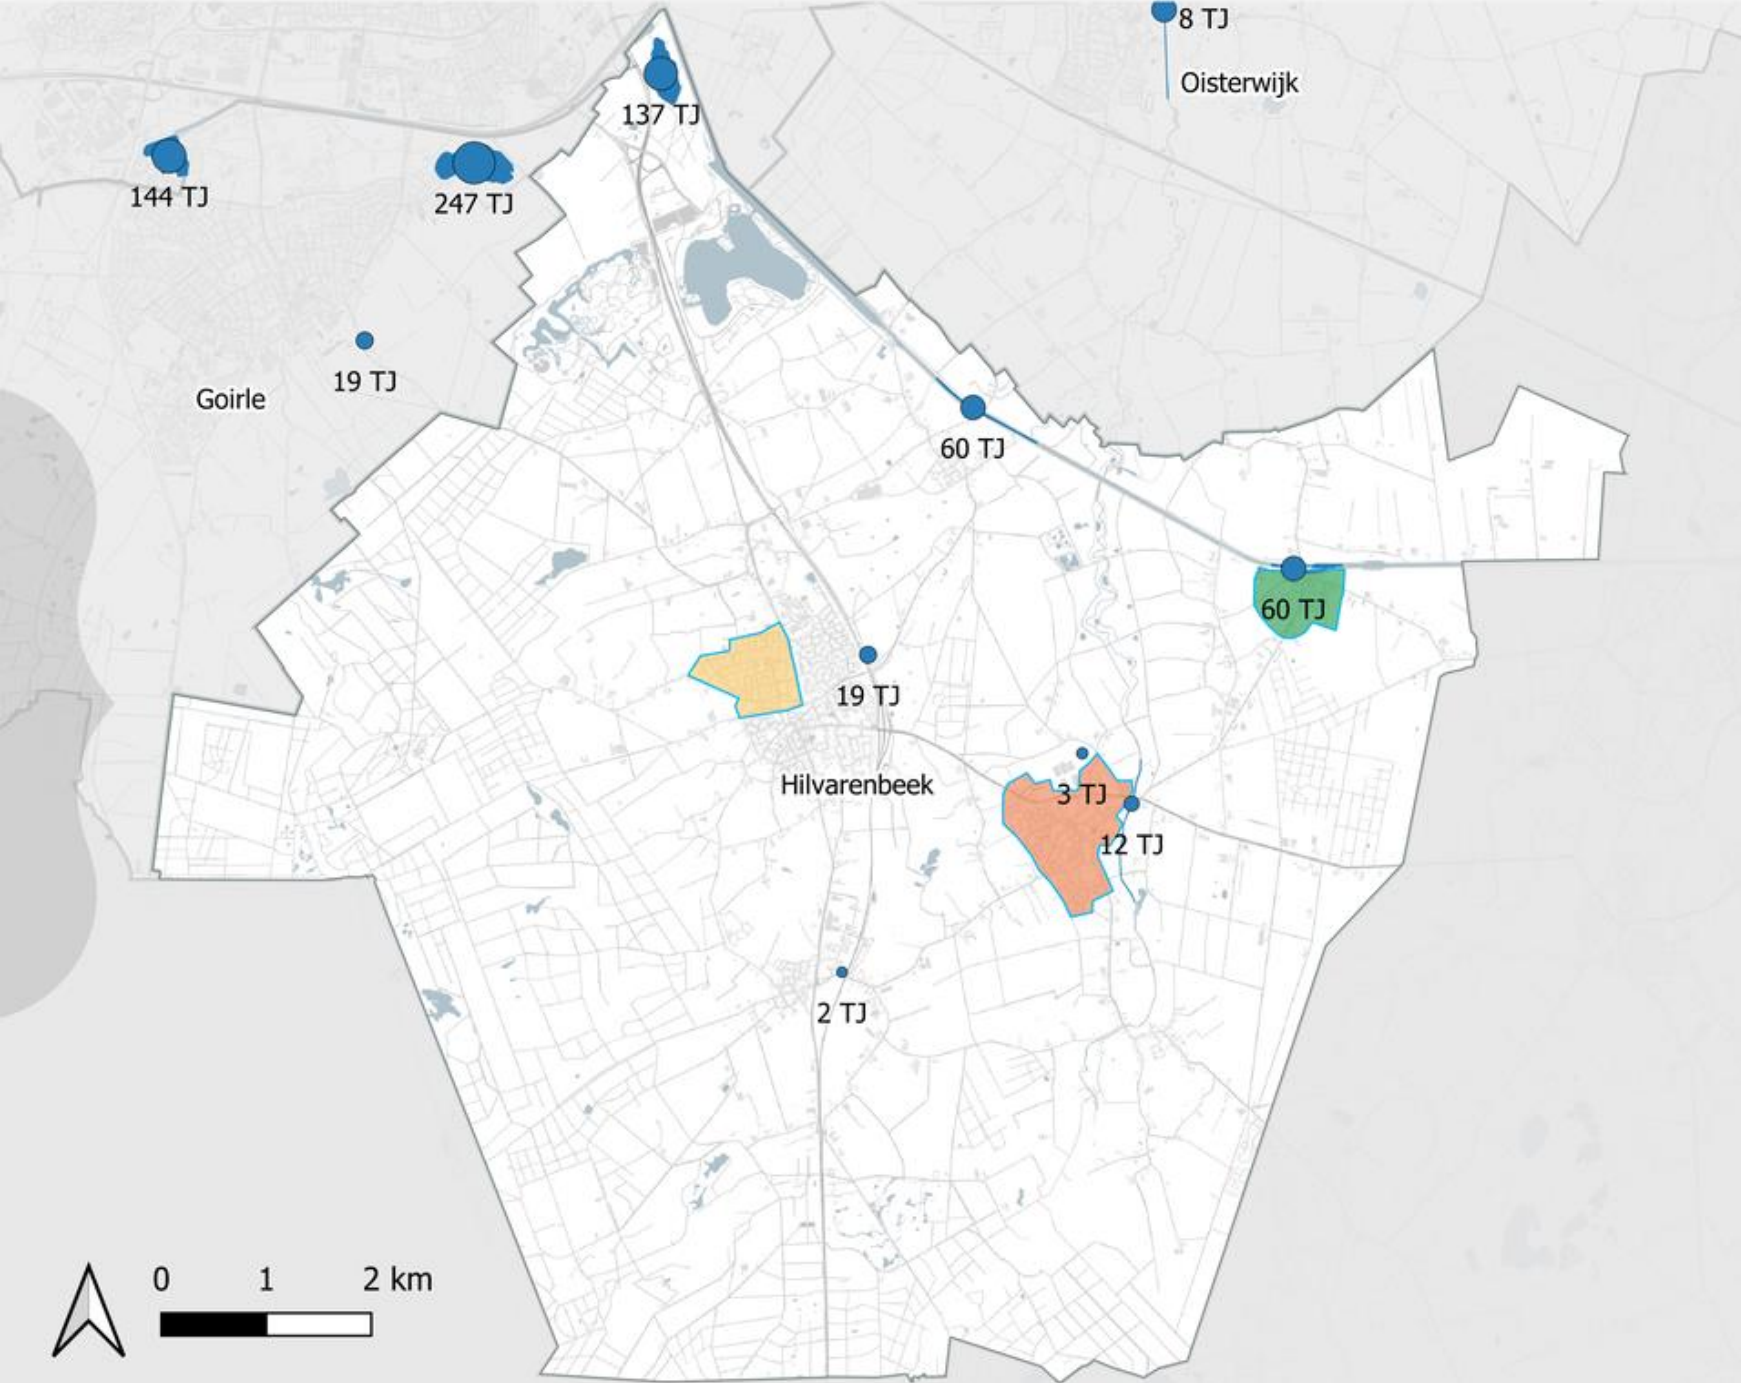 8 TJ
Oisterwijk
137 TJ
144 TJ
247 TJ
19 TJ
Goirle
60 TJ
60 TJ
19 TJ
Hilvarenbeek
3 TJ
12 TJ
2 TJ
0 1 2 km